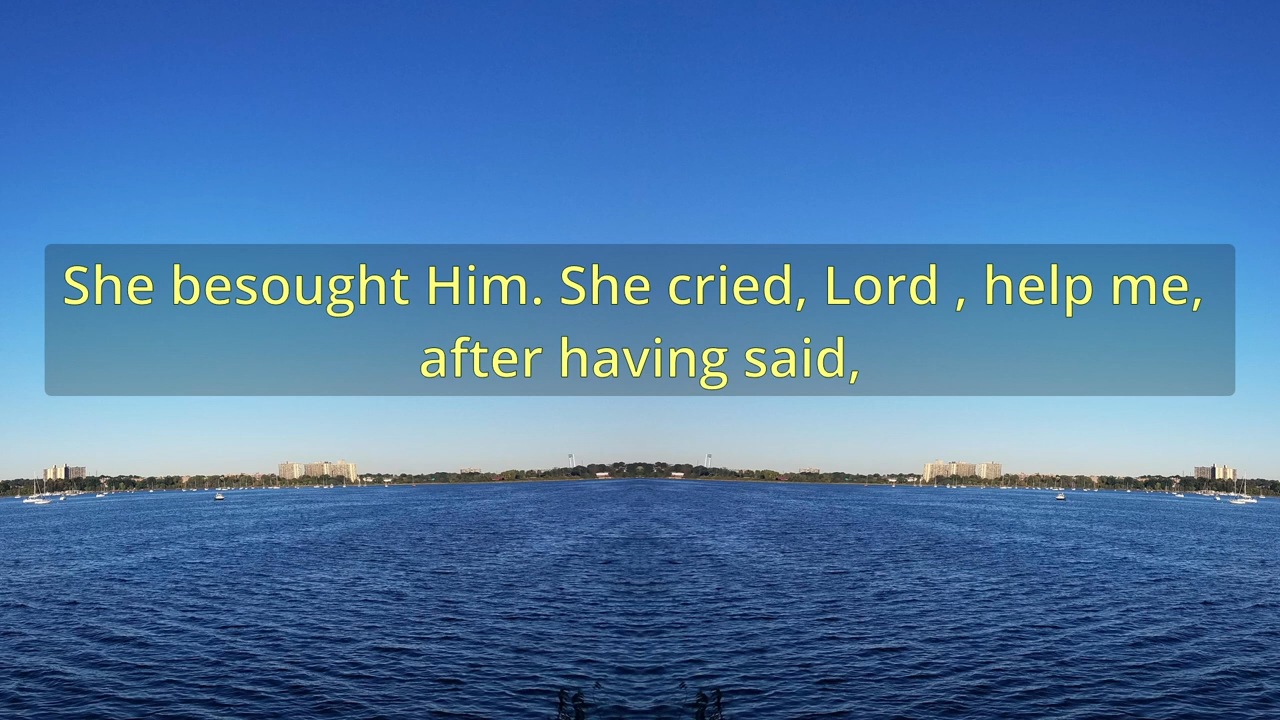 She besought Him. She cried, Lord , help me,
after having said,